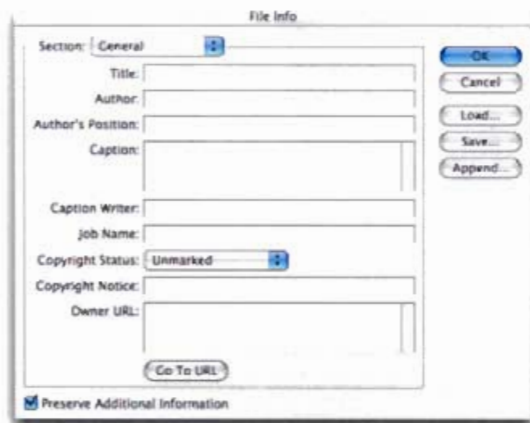 File Info
Section: General
OK
Title:
Cancel
Author:
Load...
Author's Position:
Save...
Caption:
Append...
Caption Writer:
Job Name:
Copyright Status: Unmarked
Copyright Notice:
Owner URL:
Go To URL
Preserve Additional Information